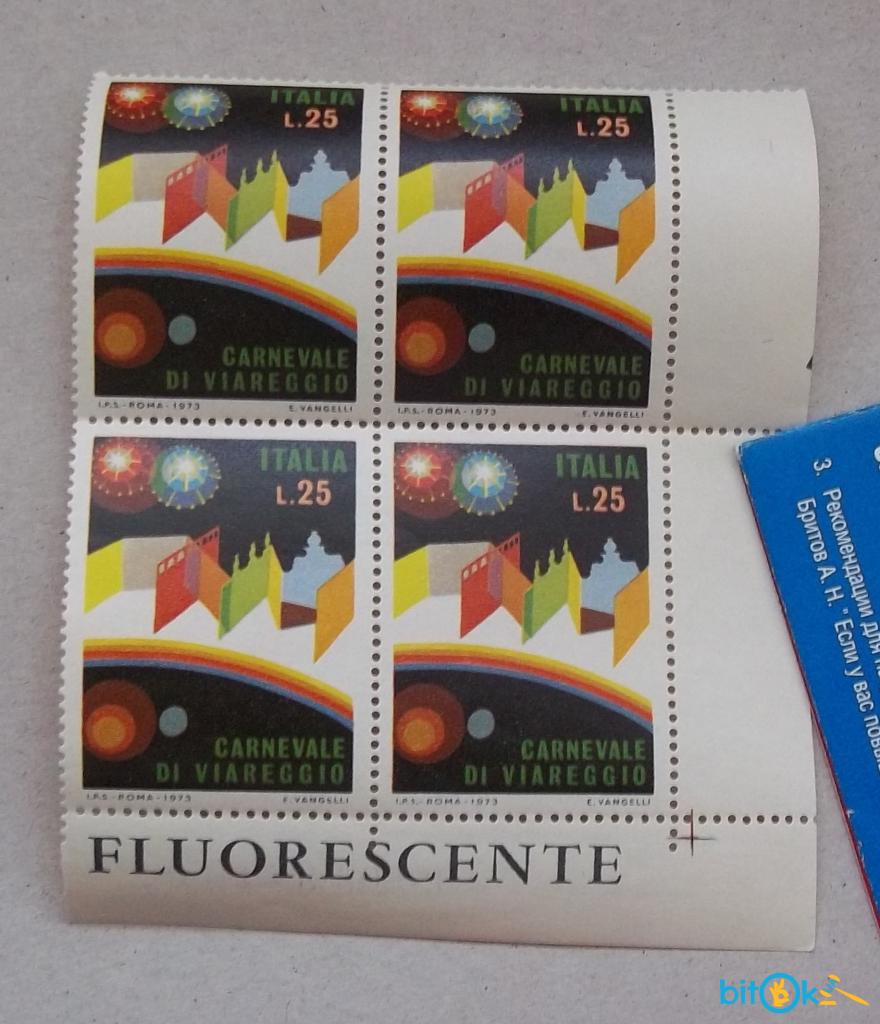 ITALIA
L.25
CARNEVALE
DI VIAREGGIO
I.P.S.-ROMA-1973 E.VANGELLI
ITALIA
L.25
CARNEVALE
DI VIAREGGIO
I.P.S.-ROMA-1973 E.VANGELLI
ITALIA
L.25
CARNEVALE
DI VIAREGGIO
I.P.S.-ROMA-1973 E.VANGELLI
ITALIA
L.25
CARNEVALE
DI VIAREGGIO
I.P.S.-ROMA-1973 E.VANGELLI
FLUORESCENTE
3. Рекомендации для
Бритов А. Н. "Если у вас
bitOk